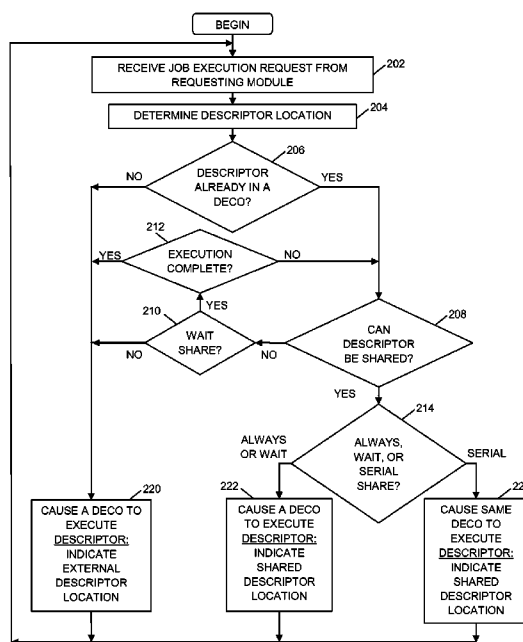 BEGIN
RECEIVE JOB EXECUTION REQUEST FROM
REQUESTING MODULE
202
DETERMINE DESCRIPTOR LOCATION
204
206
NO
DESCRIPTOR
ALREADY IN A
DECO?
YES
212
YES
EXECUTION
COMPLETE?
NO
YES
210
WAIT
SHARE?
NO
NO
208
CAN
DESCRIPTOR
BE SHARED?
YES
214
ALWAYS
OR WAIT
ALWAYS,
WAIT, OR
SERIAL
SHARE?
SERIAL
220
CAUSE A DECO TO
EXECUTE
DESCRIPTOR:
INDICATE
EXTERNAL
DESCRIPTOR
LOCATION
222
CAUSE A DECO
TO EXECUTE
DESCRIPTOR:
INDICATE
SHARED
DESCRIPTOR
LOCATION
CAUSE SAME
DECO TO
EXECUTE
DESCRIPTOR:
INDICATE
SHARED
DESCRIPTOR
LOCATION